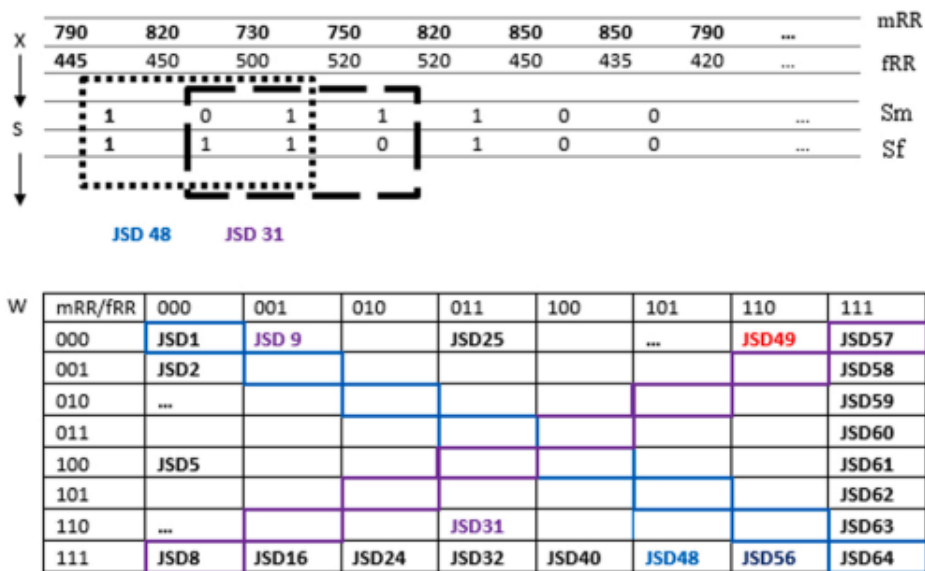 790 820 730 750 820 850 850 790 ... mRR
X
445 450 500 520 520 450 435 420 ... fRR
1 0 1 1 1 0 0 ... Sm
S
1 1 1 0 1 0 0 ... Sf
JSD 48 JSD 31
W mRR/fRR 000 001 010 011 100 101 110 111
000 JSD1 JSD 9 JSD25 ... JSD49 JSD57
001 JSD2 JSD58
010 ... JSD59
011 JSD60
100 JSD5 JSD61
101 JSD62
110 ... JSD31 JSD63
111 JSD8 JSD16 JSD24 JSD32 JSD40 JSD48 JSD56 JSD64